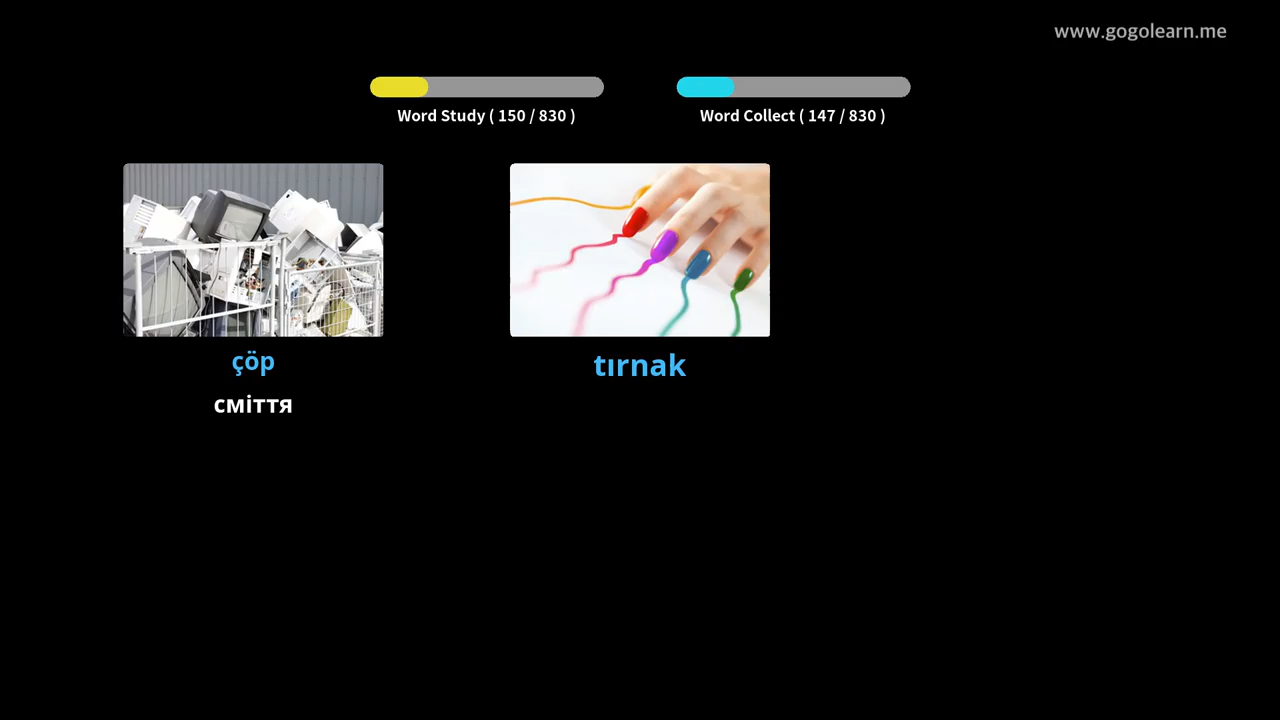 www.gogolearn.me
Word Study ( 150 / 830 )
Word Collect ( 147 / 830 )
çöp
сміття
tırnak